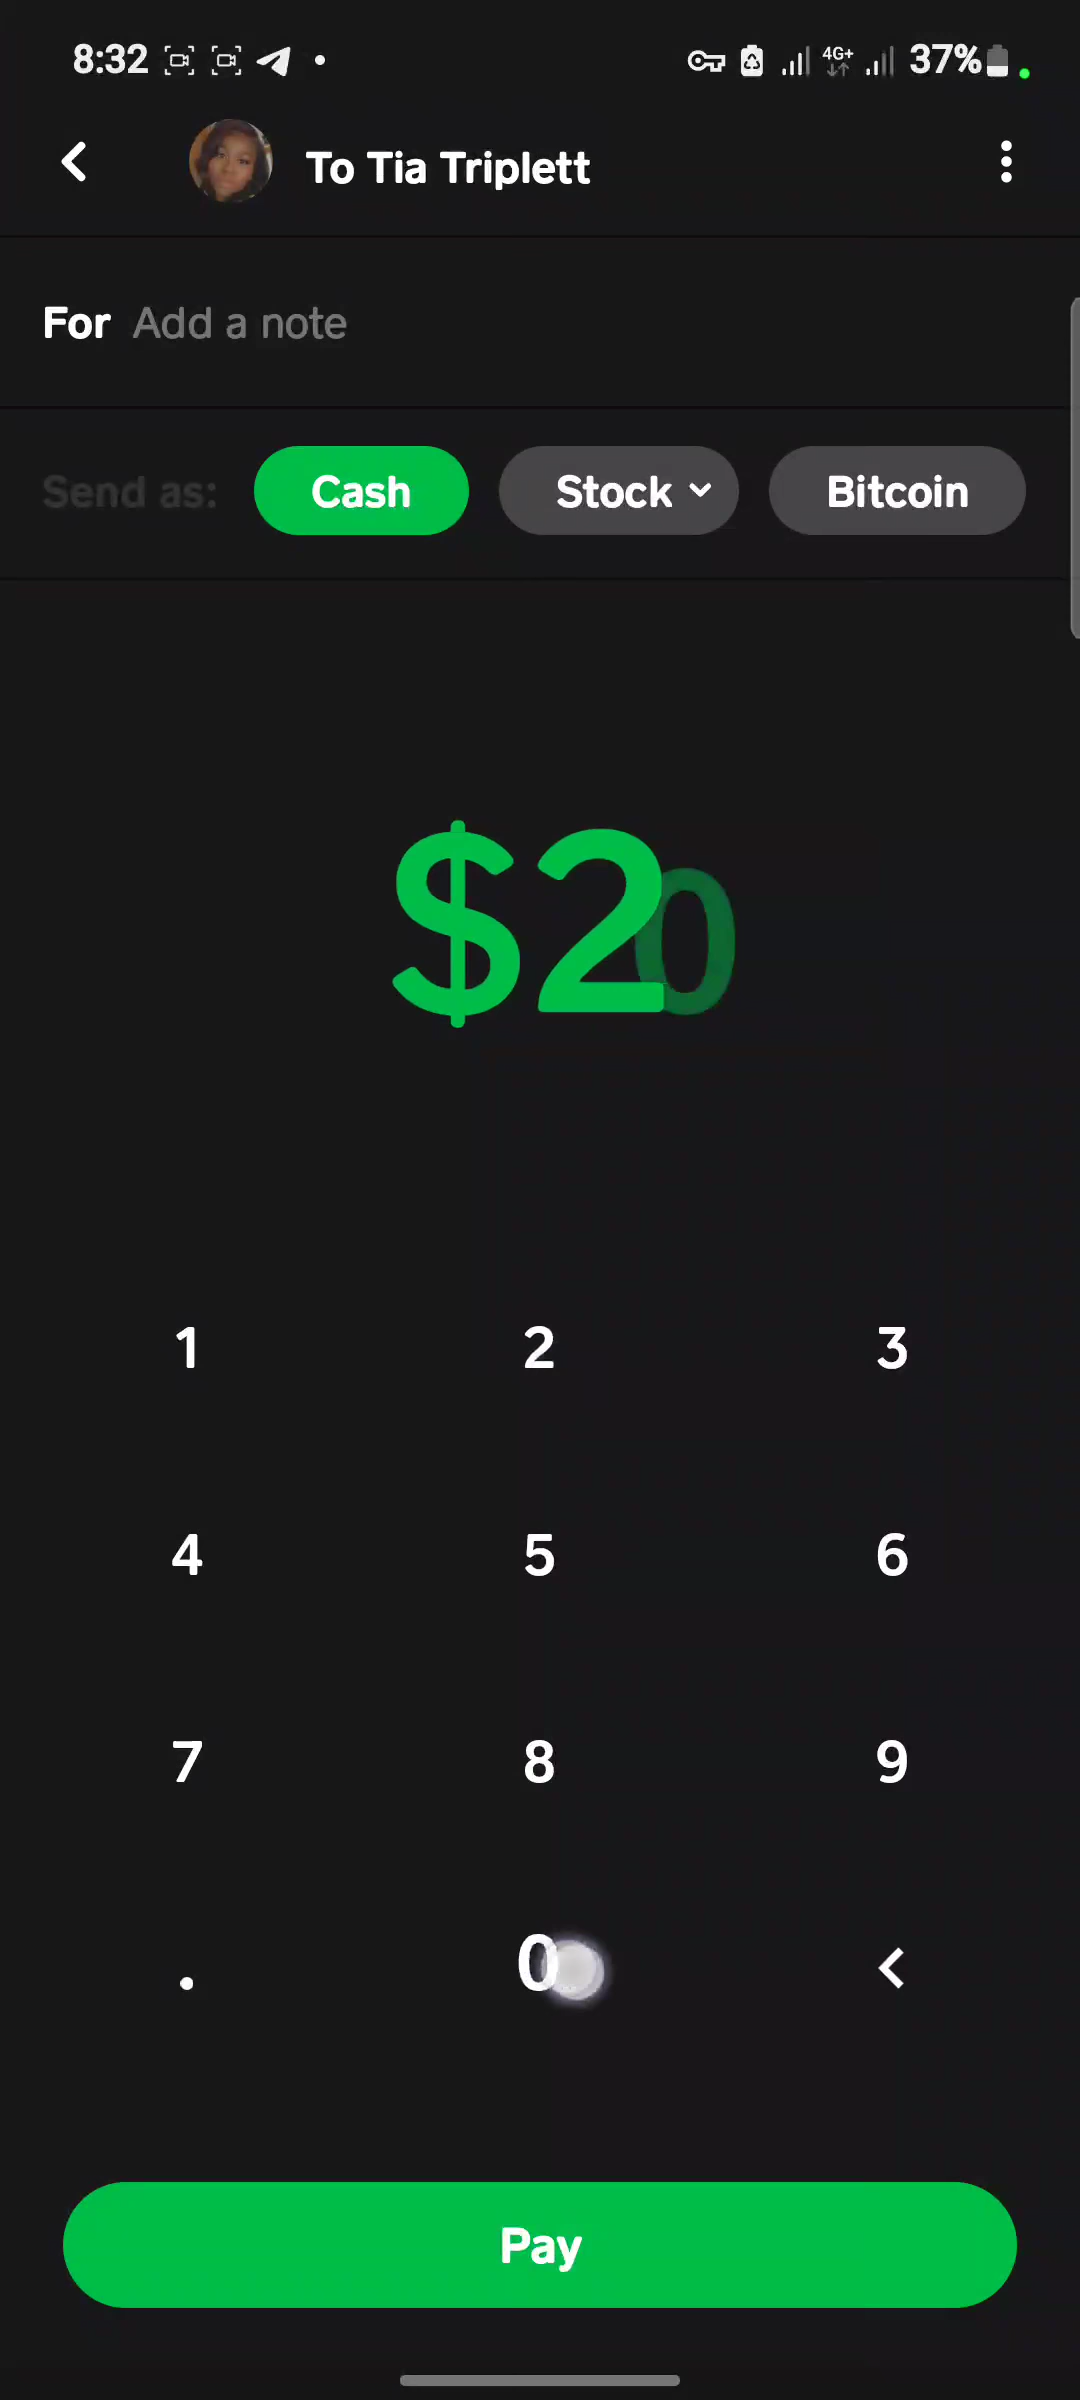 8:32 4G+ 37%
To Tia Triplett
For Add a note
Send as: Cash Stock Bitcoin
$20
1 2 3
4 5 6
7 8 9
. 0
Pay